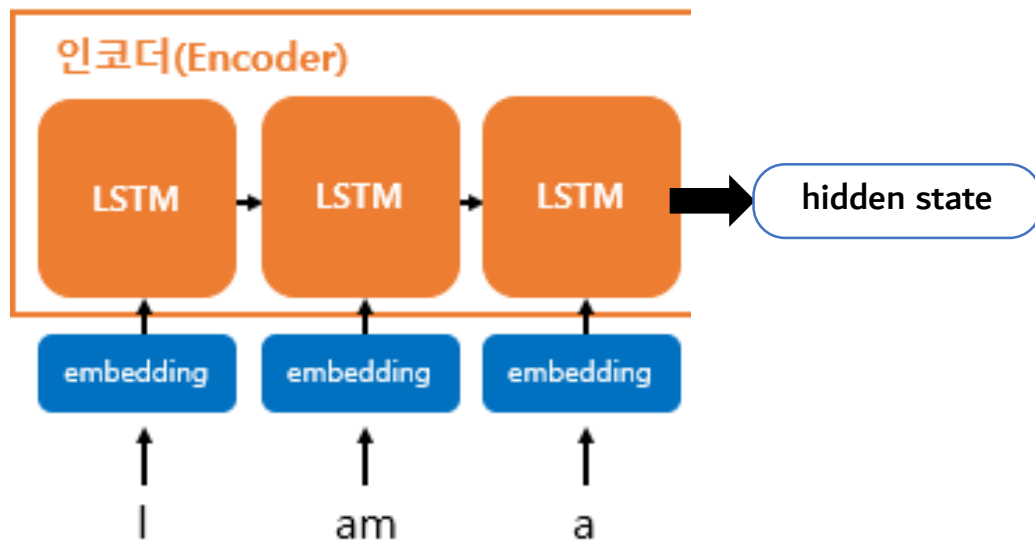 인코더(Encoder)
LSTM LSTM LSTM
hidden state
embedding embedding embedding
I am a